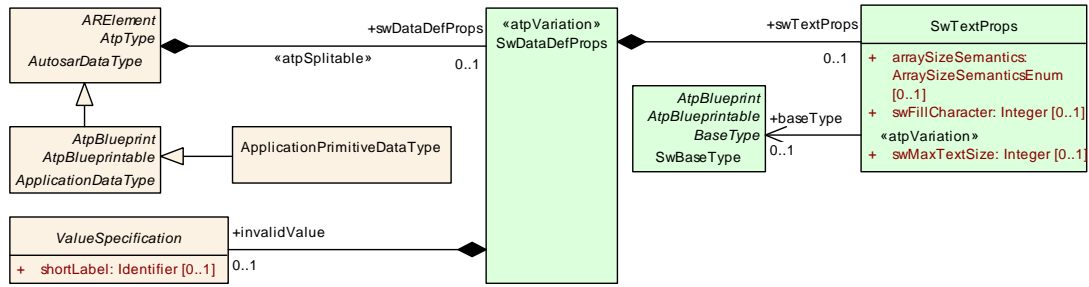 ARElement
AtpType
AutosarDataType
+swDataDefProps
«atpSplitable»
0..1
«atpVariation»
SwDataDefProps
+swTextProps
0..1
SwTextProps
+ arraySizeSemantics:
ArraySizeSemanticsEnum
[0..1]
+ swFillCharacter: Integer [0..1]
«atpVariation»
+ swMaxTextSize: Integer [0..1]
AtpBlueprint
AtpBlueprintable
BaseType
SwBaseType
+baseType
0..1
AtpBlueprint
AtpBlueprintable
ApplicationDataType
ApplicationPrimitiveDataType
ValueSpecification
+ shortLabel: Identifier [0..1]
+invalidValue
0..1